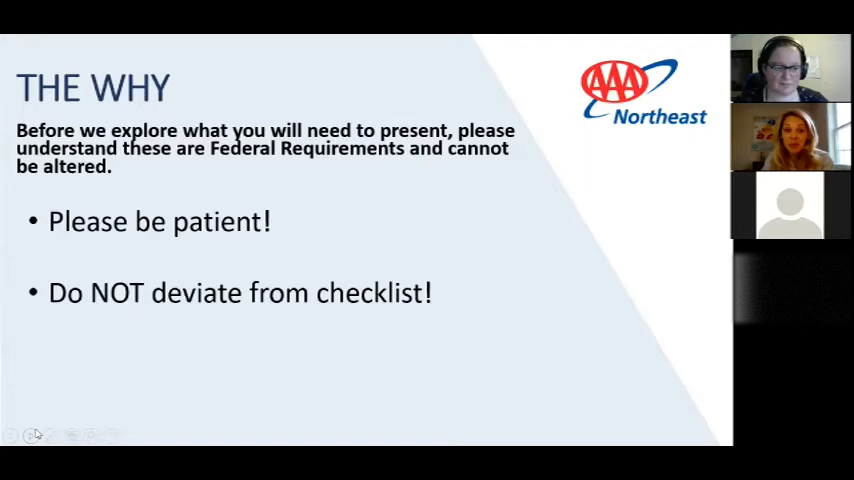 THE WHY
AAA
Northeast
Before we explore what you will need to present, please
understand these are Federal Requirements and cannot
be altered.
• Please be patient!
• Do NOT deviate from checklist!